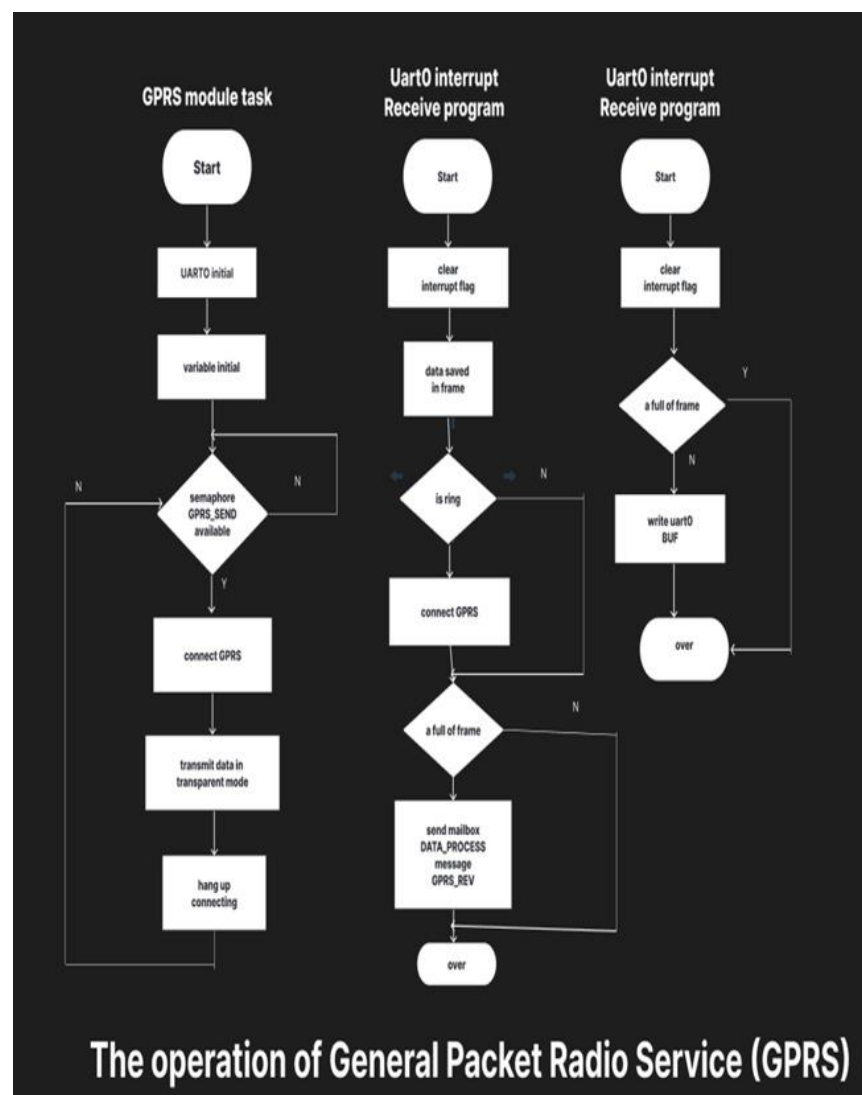 GPRS module task
Start
UARTO initial
variable initial
N
N
semaphore
GPRS_SEND
available
Y
connect GPRS
transmit data in
transparent mode
hang up
connecting
Uart0 interrupt
Receive program
Start
clear
interrupt flag
data saved
in frame
is ring
N
connect GPRS
a full of frame
N
send mailbox
DATA_PROCESS
message
GPRS_REV
over
Uart0 interrupt
Receive program
Start
clear
interrupt flag
Y
a full of frame
N
write uart0
BUF
over
The operation of General Packet Radio Service (GPRS)